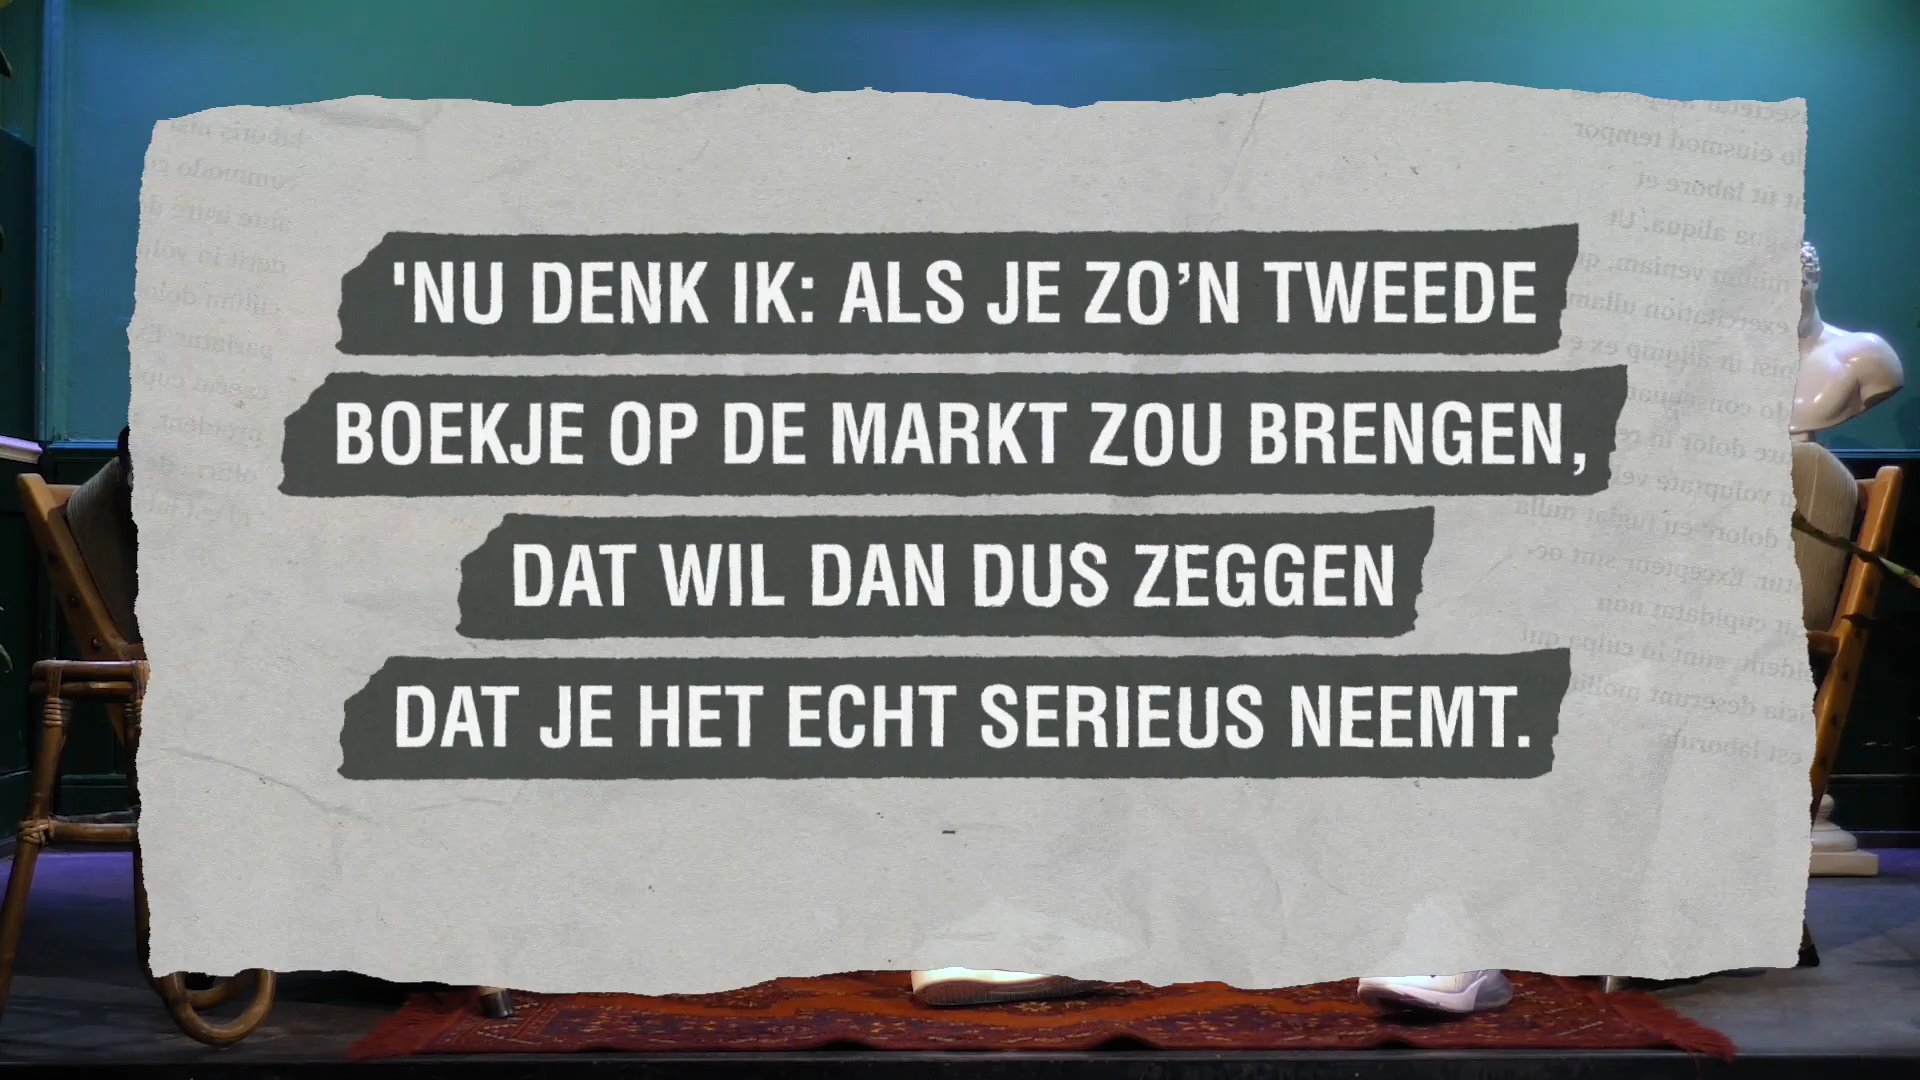 'NU DENK IK: ALS JE ZO’N TWEEDE
BOEKJE OP DE MARKT ZOU BRENGEN,
DAT WIL DAN DUS ZEGGEN
DAT JE HET ECHT SERIEUS NEEMT.